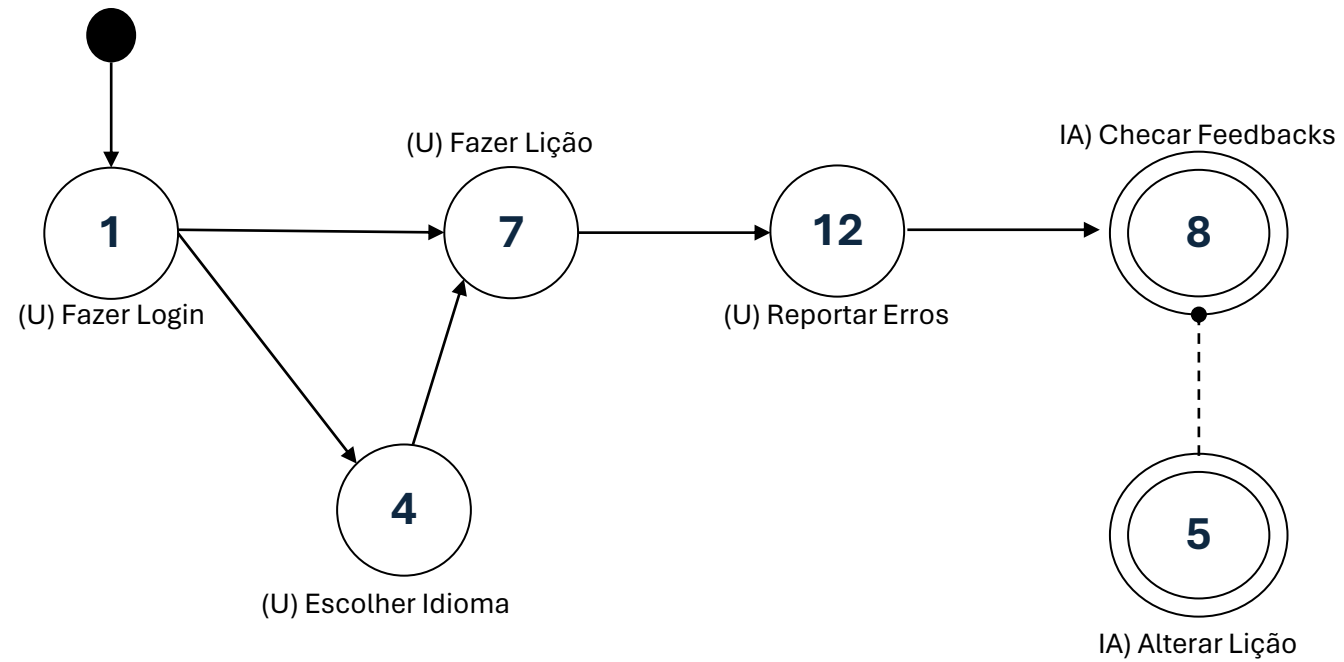 (U) Fazer Lição
IA) Checar Feedbacks
1
7
12
8
(U) Fazer Login
(U) Reportar Erros
4
5
(U) Escolher Idioma
IA) Alterar Lição